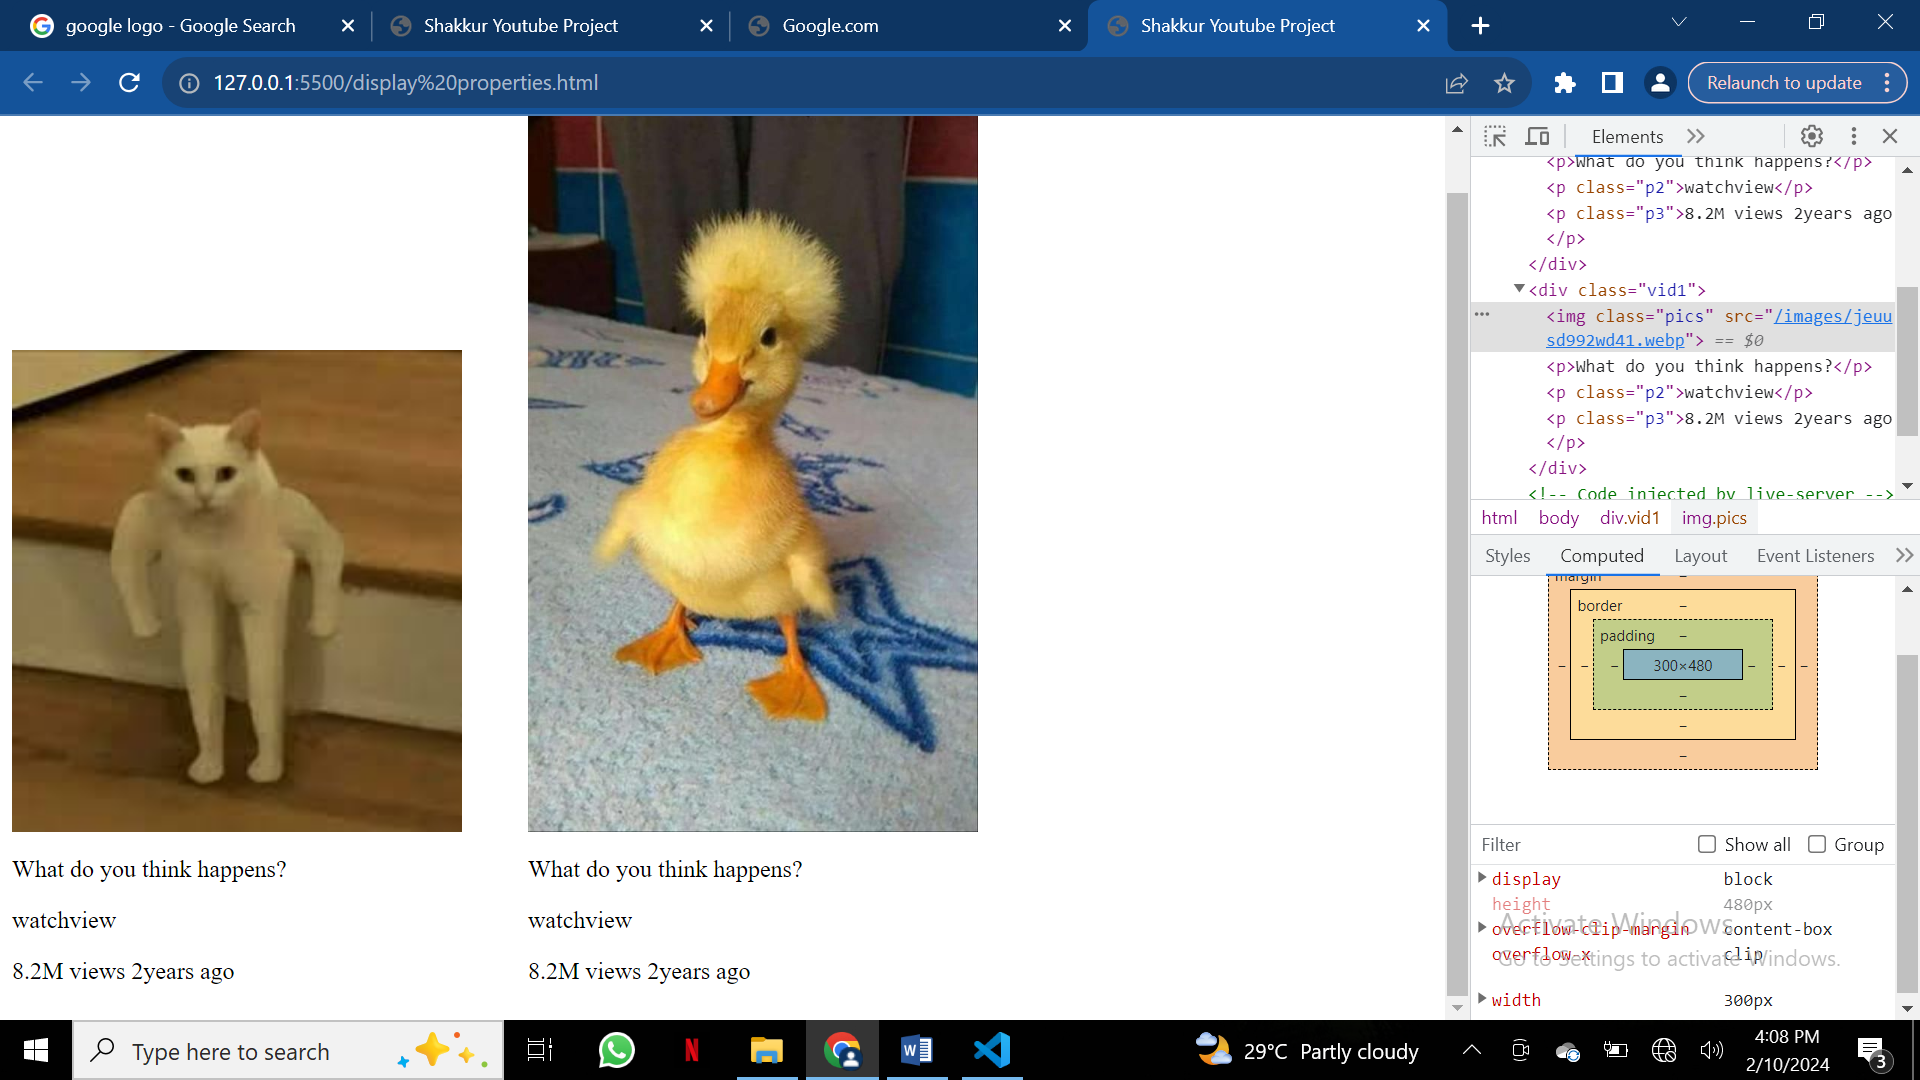 google logo - Google Search
Shakkur Youtube Project
Google.com
Shakkur Youtube Project
127.0.0.1:5500/display%20properties.html
Relaunch to update
What do you think happens?
watchview
8.2M views 2years ago
What do you think happens?
watchview
8.2M views 2years ago
Elements
<p>What do you think happens?</p>
<p class="p2">watchview</p>
<p class="p3">8.2M views 2years ago
</p>
</div>
<div class="vid1">
<img class="pics" src="/images/jeuu
sd992wd41.webp"> == $0
<p>What do you think happens?</p>
<p class="p2">watchview</p>
<p class="p3">8.2M views 2years ago
</p>
</div>
<!-- Code injected by live-server -->
html body div.vid1 img.pics
Styles Computed Layout Event Listeners
margin -
border -
padding -
- - - 300×480 - - -
-
-
-
Filter Show all Group
display block
height 480px
overflow-clip-margin content-box
overflow-x clip
width 300px
Activate Windows
Go to Settings to activate Windows.
Type here to search
29°C Partly cloudy
4:08 PM
2/10/2024
3